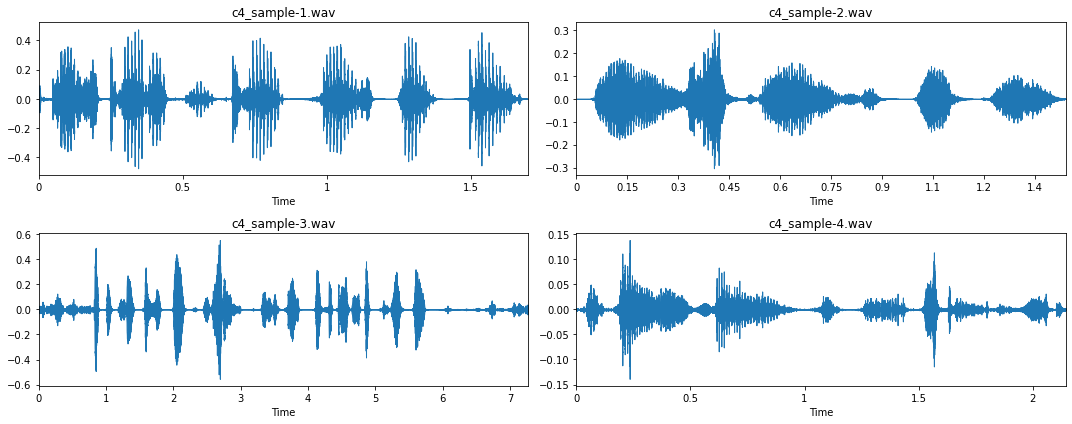 c4_sample-1.wav
0.4
0.2
0.0
−0.2
−0.4
0 0.5 1 1.5
Time
c4_sample-2.wav
0.3
0.2
0.1
0.0
−0.1
−0.2
−0.3
0 0.15 0.3 0.45 0.6 0.75 0.9 1.1 1.2 1.4
Time
c4_sample-3.wav
0.6
0.4
0.2
0.0
−0.2
−0.4
−0.6
0 1 2 3 4 5 6 7
Time
c4_sample-4.wav
0.15
0.10
0.05
0.00
−0.05
−0.10
−0.15
0 0.5 1 1.5 2
Time